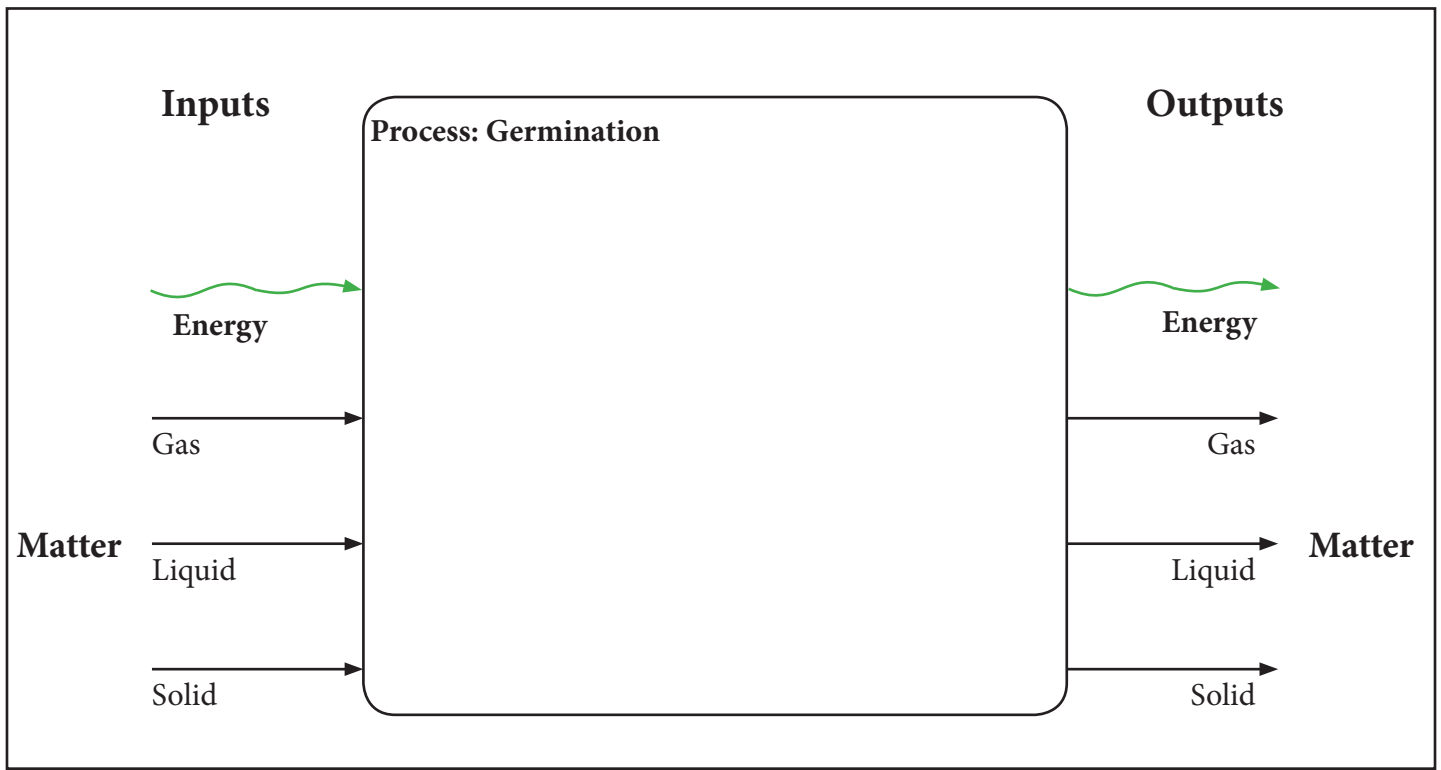 Inputs
Outputs
Process: Germination
Energy
Energy
Gas
Gas
Matter
Matter
Liquid
Liquid
Solid
Solid